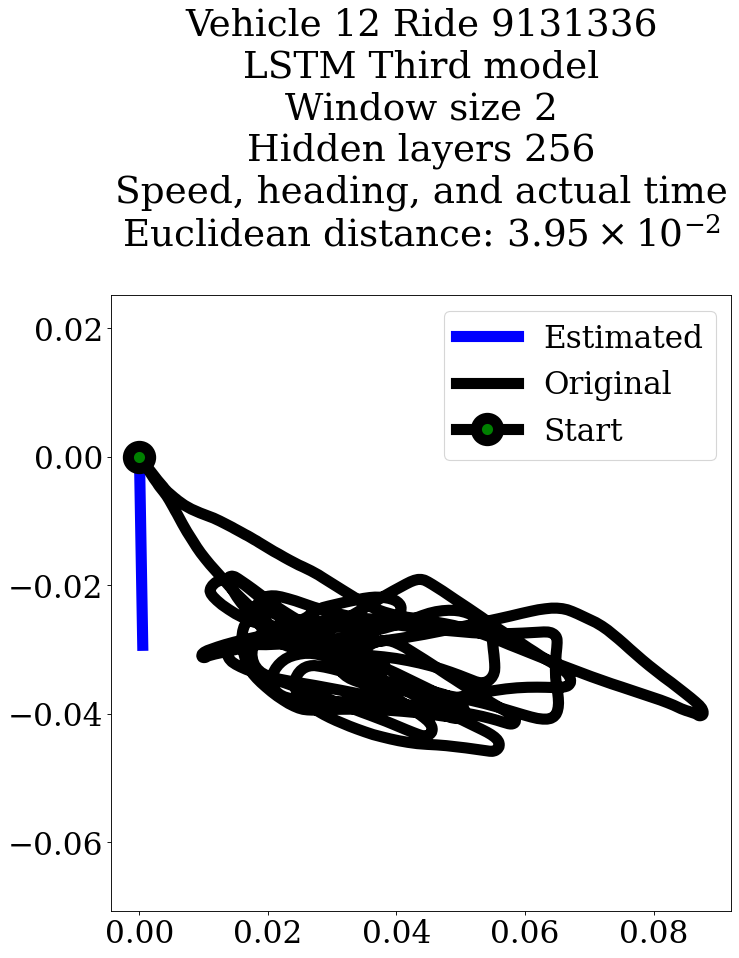 Vehicle 12 Ride 9131336
LSTM Third model
Window size 2
Hidden layers 256
Speed, heading, and actual time
Euclidean distance: 3.95 × 10⁻²
Estimated
Original
Start
0.02
0.00
−0.02
−0.04
−0.06
0.00 0.02 0.04 0.06 0.08